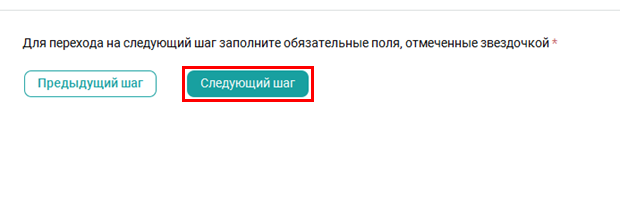 Для перехода на следующий шаг заполните обязательные поля, отмеченные звездочкой *
Предыдущий шаг
Следующий шаг